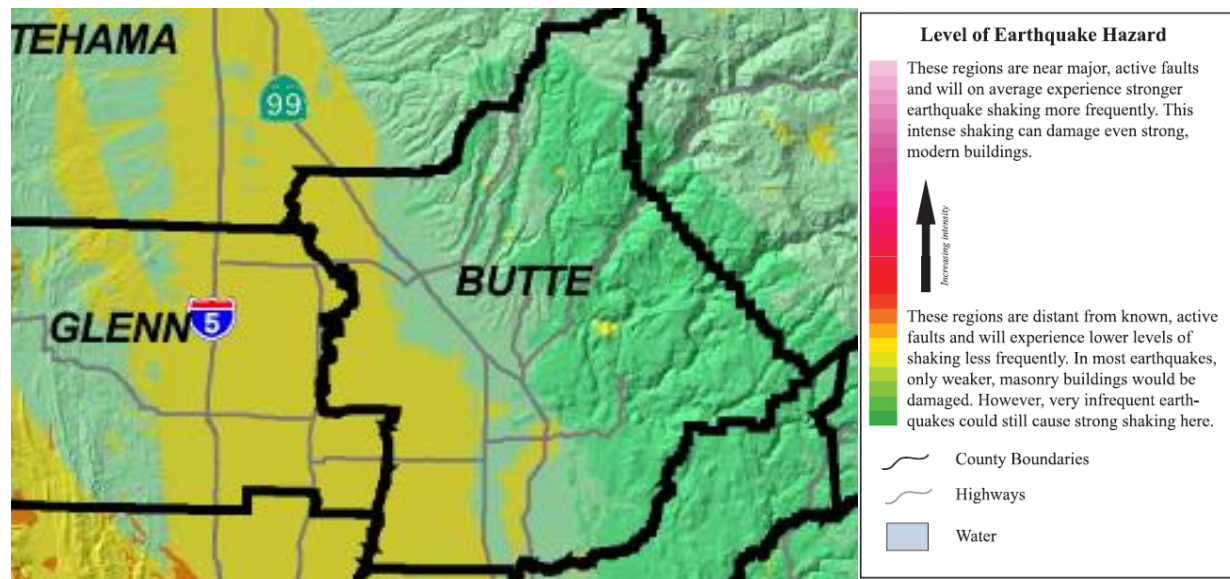 TEHAMA
99
BUTTE
GLENN
5
Level of Earthquake Hazard
These regions are near major, active faults
and will on average experience stronger
earthquake shaking more frequently. This
intense shaking can damage even strong,
modern buildings.
Increasing intensity
These regions are distant from known, active
faults and will experience lower levels of
shaking less frequently. In most earthquakes,
only weaker, masonry buildings would be
damaged. However, very infrequent earth-
quakes could still cause strong shaking here.
County Boundaries
Highways
Water